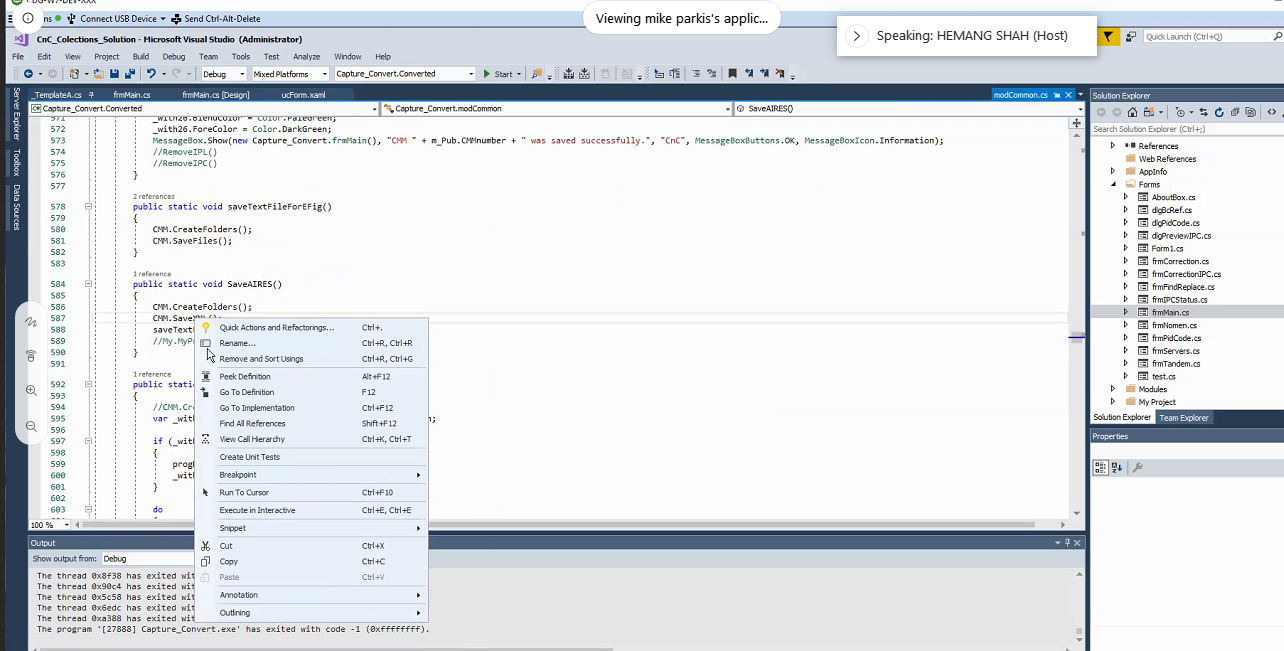 Connect USB Device
Send Ctrl-Alt-Delete
Viewing mike parkis's applic...
Speaking: HEMANG SHAH (Host)
CnC_Colections_Solution - Microsoft Visual Studio (Administrator)
Quick Launch (Ctrl+Q)
File Edit View Project Build Debug Team Tools Test Analyze Window Help
Debug Mixed Platforms Capture_Convert.Converted Start
_TemplateA.cs frmMain.cs frmMain.cs [Design] ucForm.xaml modCommon.cs
Capture_Convert.Converted Capture_Convert.modCommon SaveAIRES()
Server Explorer
Toolbox
Data Sources
571 _with26.BlendColor = Color.PaleGreen;
572 _with26.ForeColor = Color.DarkGreen;
573 MessageBox.Show(new Capture_Convert.frmMain(), "CMM " + m_Pub.CMMnumber + " was saved successfully.", "CnC", MessageBoxButtons.OK, MessageBoxIcon.Information);
574 //RemoveIPL()
575 //RemoveIPC()
576 }
577
2 references
578 public static void saveTextFileForEFig()
579 {
580 CMM.CreateFolders();
581 CMM.SaveFiles();
582 }
583
1 reference
584 public static void SaveAIRES()
585 {
586 CMM.CreateFolders();
587 CMM.SaveXML();
588 saveText
589 //My.MyP
590 }
591
1 reference
592 public stati
593 {
594 //CMM.Cre
595 var _with
596
597 if (_with
598 {
599 progB
600 _with
601 }
602
603 do
Quick Actions and Refactorings... Ctrl+.
Rename... Ctrl+R, Ctrl+R
Remove and Sort Usings Ctrl+R, Ctrl+G
Peek Definition Alt+F12
Go To Definition F12
Go To Implementation Ctrl+F12
Find All References Shift+F12
View Call Hierarchy Ctrl+K, Ctrl+T
Create Unit Tests
Breakpoint
Run To Cursor Ctrl+F10
Execute in Interactive Ctrl+E, Ctrl+E
Snippet
Cut Ctrl+X
Copy Ctrl+C
Paste Ctrl+V
Annotation
Outlining
100 %
Output
Show output from: Debug
The thread 0x8f38 has exited wit
The thread 0x90c4 has exited wit
The thread 0x5c58 has exited wit
The thread 0x6edc has exited wit
The thread 0xa388 has exited wit
The program '[27888] Capture_Convert.exe' has exited with code -1 (0xffffffff).
Solution Explorer
Search Solution Explorer (Ctrl+;)
References
Web References
AppInfo
Forms
AboutBox.cs
dlgBcRef.cs
dlgPidCode.cs
dlgPreviewIPC.cs
Form1.cs
frmCorrection.cs
frmCorrectionIPC.cs
frmFindReplace.cs
frmIPCStatus.cs
frmMain.cs
frmNomen.cs
frmPidCode.cs
frmServers.cs
frmTandem.cs
test.cs
Modules
My Project
Solution Explorer Team Explorer
Properties